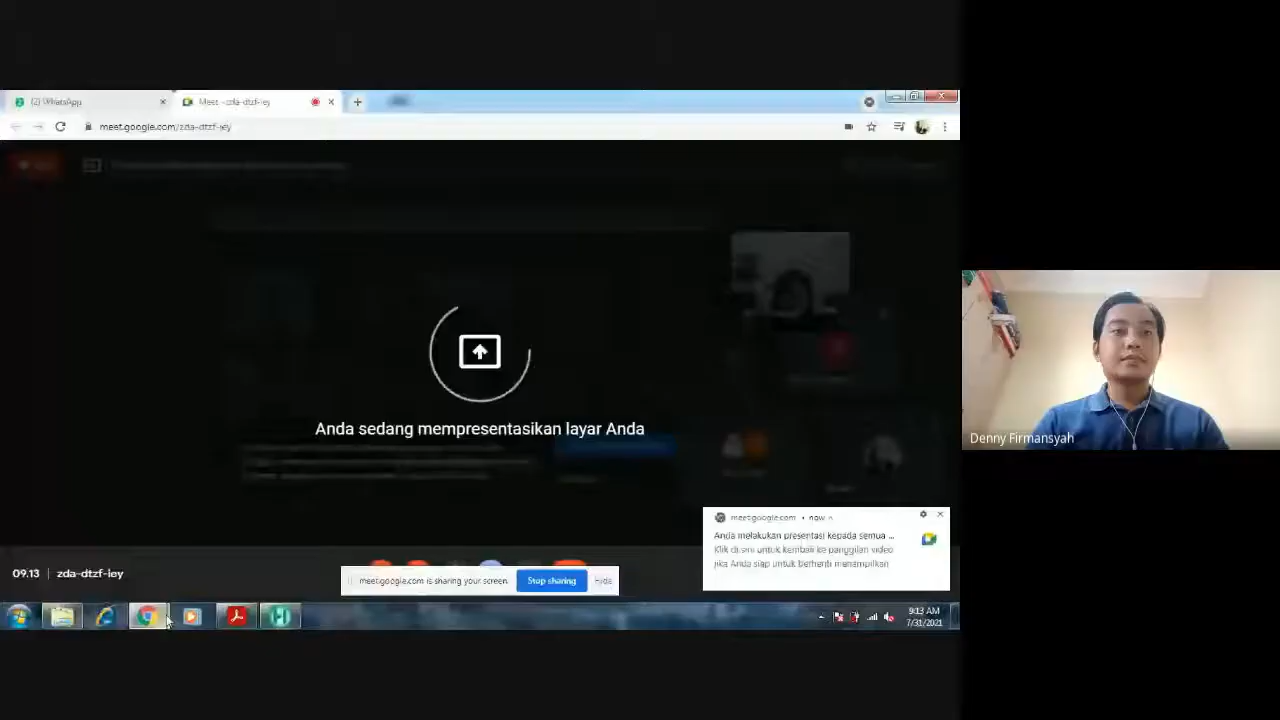 (2) WhatsApp
Meet - zda-dtzf-iey
meet.google.com/zda-dtzf-iey
Anda sedang mempresentasikan layar Anda
Denny Firmansyah
meet.google.com • now
Anda melakukan presentasi kepada semua ...
Klik di sini untuk kembali ke panggilan video
jika Anda siap untuk berhenti menampilkan
09.13 | zda-dtzf-iey
meet.google.com is sharing your screen.
Stop sharing
Hide
9:13 AM
7/31/2021